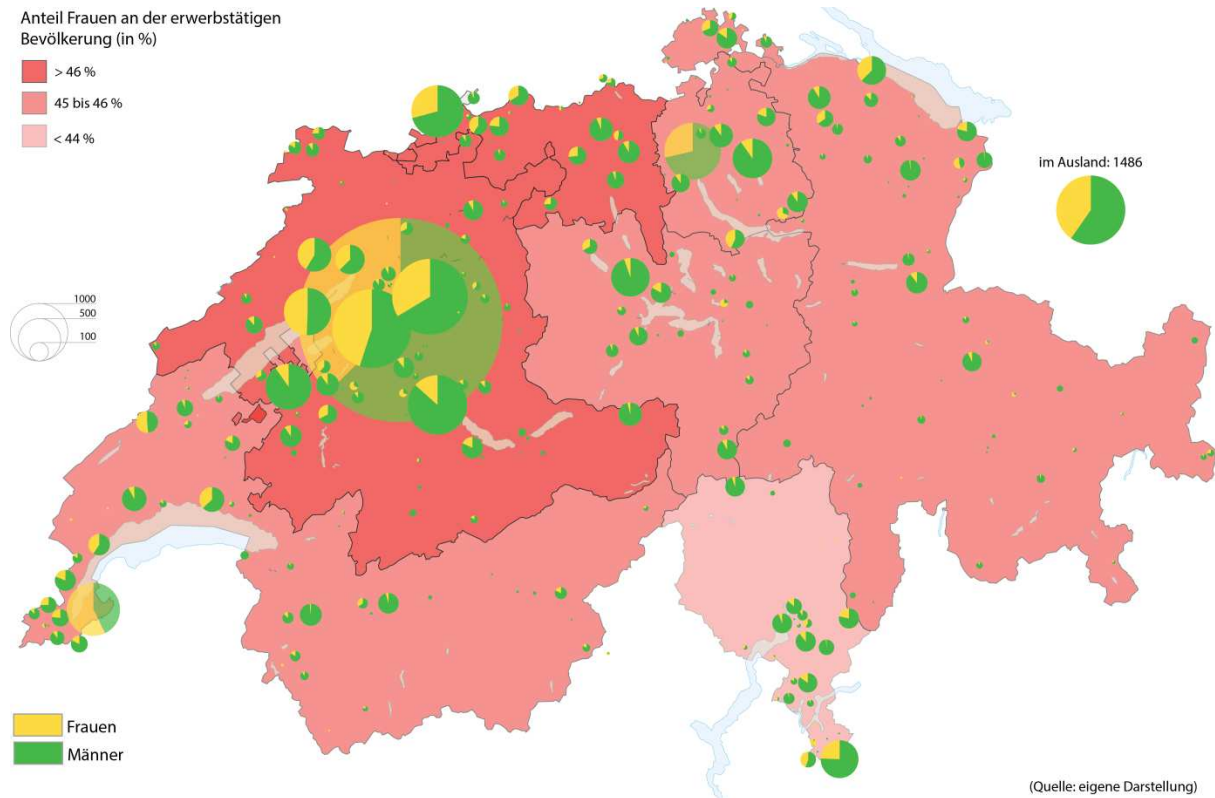 Anteil Frauen an der erwerbstätigen
Bevölkerung (in %)
> 46 %
45 bis 46 %
< 44 %
im Ausland: 1486
1000
500
100
Frauen
Männer
(Quelle: eigene Darstellung)